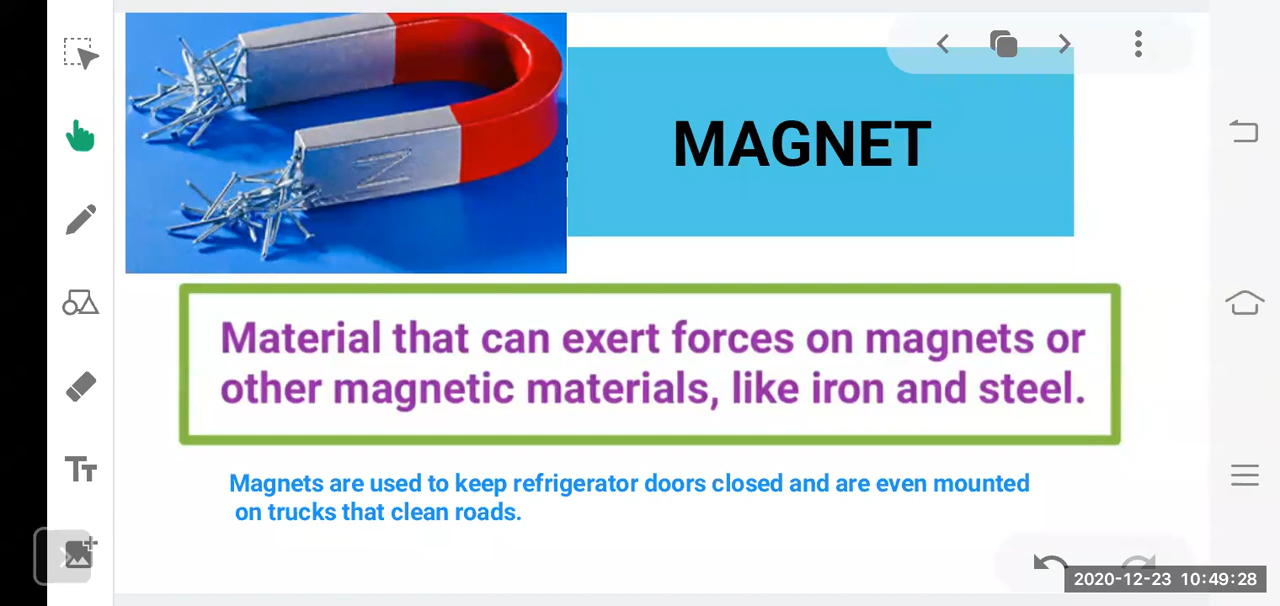 N
MAGNET
Material that can exert forces on magnets or
other magnetic materials, like iron and steel.
Magnets are used to keep refrigerator doors closed and are even mounted
on trucks that clean roads.
TT
2020-12-23 10:49:28